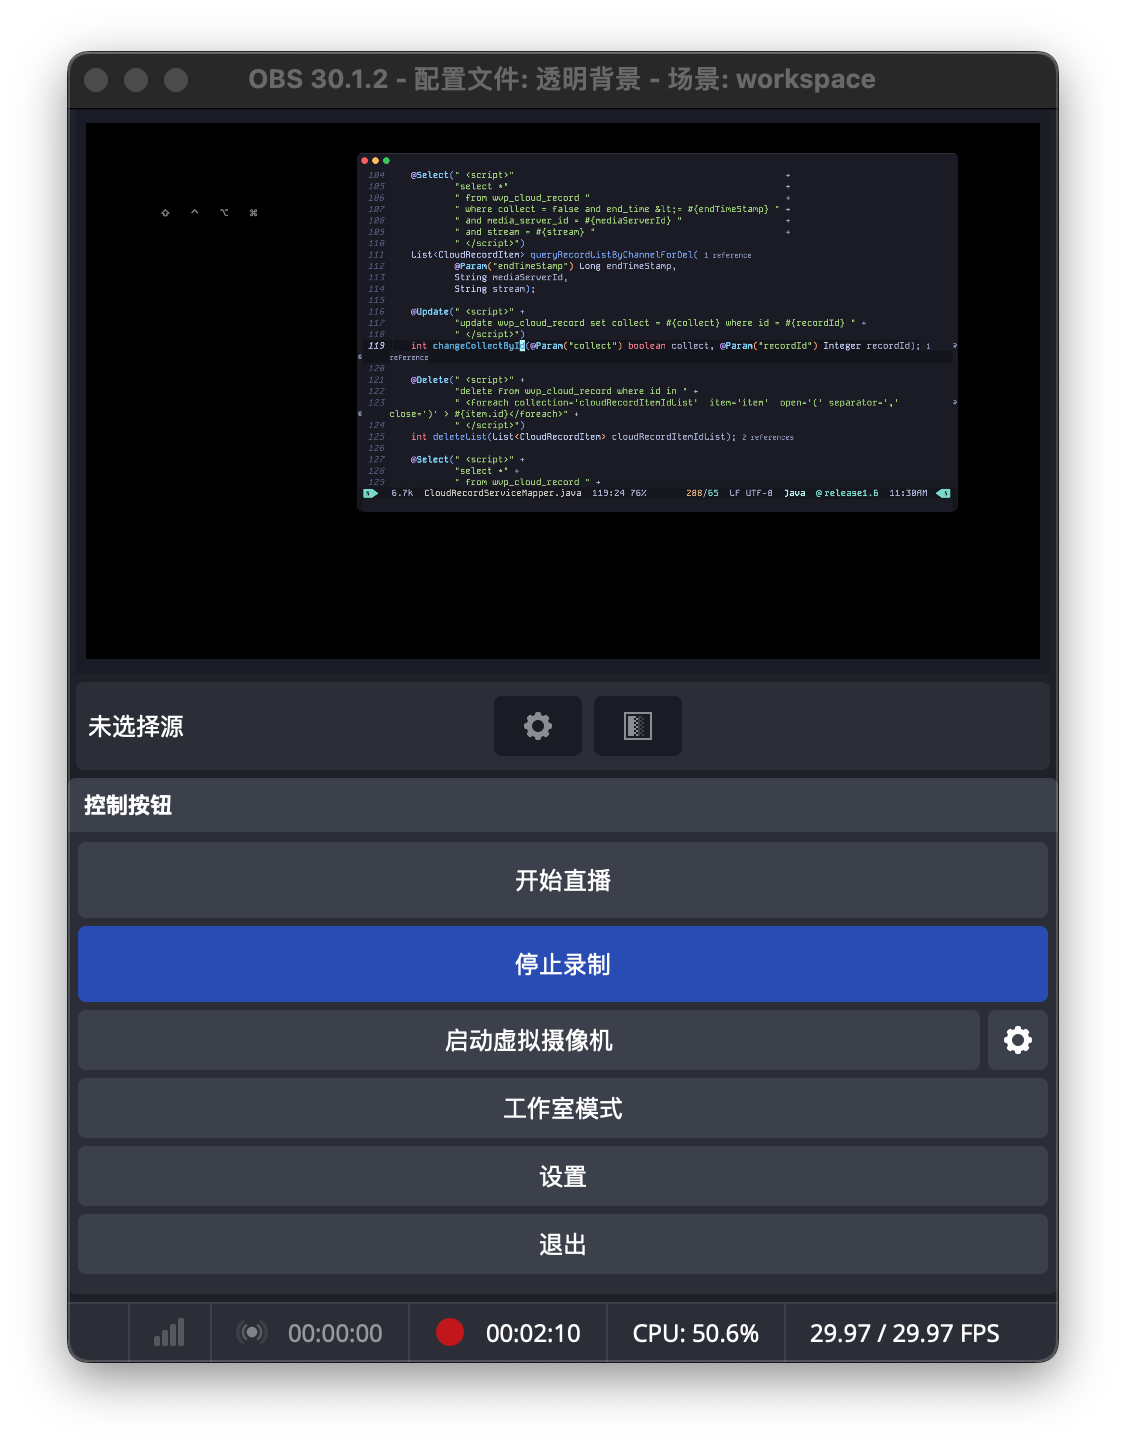 OBS 30.1.2 - 配置文件: 透明背景 - 场景: workspace
⇧ ^ ⌥ ⌘
104 @Select(" <script>" +
105 "select *" +
106 " from wvp_cloud_record " +
107 " where collect = false and end_time &lt;= #{endTimeStamp} " +
108 " and media_server_id = #{mediaServerId} " +
109 " and stream = #{stream} " +
110 " </script>")
111 List<CloudRecordItem> queryRecordListByChannelForDel( 1 reference
112 @Param("endTimeStamp") Long endTimeStamp,
113 String mediaServerId,
114 String stream);
115
116 @Update(" <script>" +
117 "update wvp_cloud_record set collect = #{collect} where id = #{recordId} " +
118 " </script>")
119 int changeCollectById(@Param("collect") boolean collect, @Param("recordId") Integer recordId); 1
reference
120
121 @Delete(" <script>" +
122 "delete from wvp_cloud_record where id in " +
123 " <foreach collection='cloudRecordItemIdList' item='item' open='(' separator=','
close=')' > #{item.id}</foreach>" +
124 " </script>")
125 int deleteList(List<CloudRecordItem> cloudRecordItemIdList); 2 references
126
127 @Select(" <script>" +
128 "select *" +
129 " from wvp_cloud_record " +
6.7k CloudRecordServiceMapper.java 119:24 76% 288/65 LF UTF-8 Java @release1.6 11:30AM
未选择源
控制按钮
开始直播
停止录制
启动虚拟摄像机
工作室模式
设置
退出
00:00:00 00:02:10 CPU: 50.6% 29.97 / 29.97 FPS